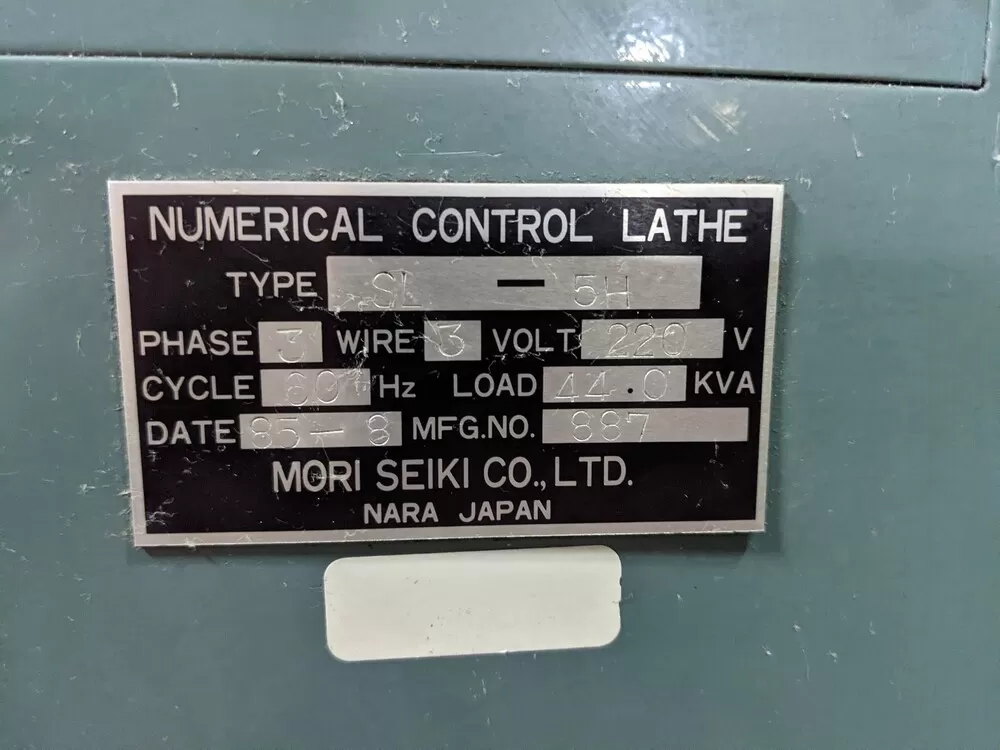 NUMERICAL CONTROL LATHE
TYPE SL - 5H
PHASE 3 WIRE 3 VOLT 220 V
CYCLE 60 Hz LOAD 44.0 KVA
DATE 85-8 MFG.NO. 887
MORI SEIKI CO., LTD.
NARA JAPAN